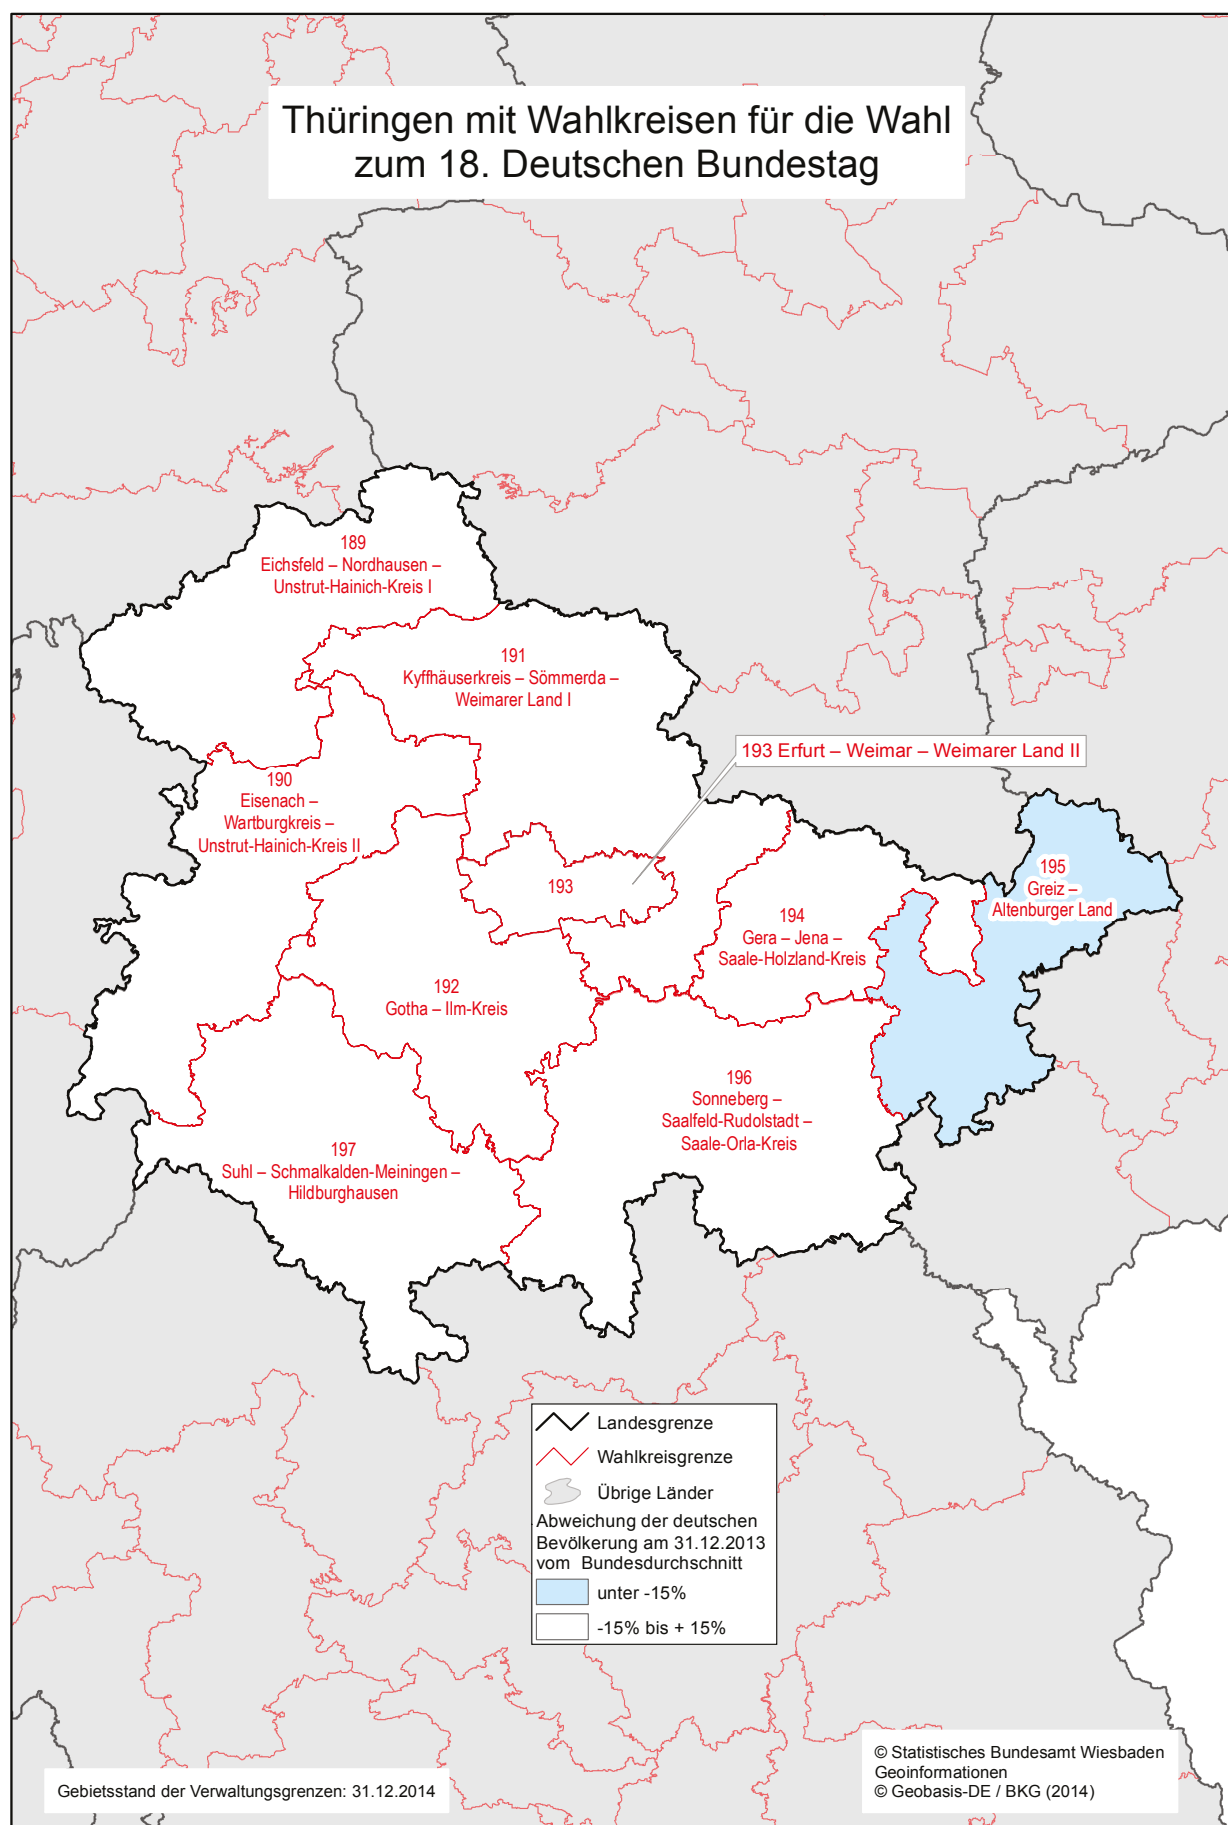 Thüringen mit Wahlkreisen für die Wahl
zum 18. Deutschen Bundestag
189
Eichsfeld – Nordhausen –
Unstrut-Hainich-Kreis I
191
Kyffhäuserkreis – Sömmerda –
Weimarer Land I
193 Erfurt – Weimar – Weimarer Land II
190
Eisenach –
Wartburgkreis –
Unstrut-Hainich-Kreis II
193
195
Greiz –
Altenburger Land
194
Gera – Jena –
Saale-Holzland-Kreis
192
Gotha – Ilm-Kreis
196
Sonneberg –
Saalfeld-Rudolstadt –
Saale-Orla-Kreis
197
Suhl – Schmalkalden-Meiningen –
Hildburghausen
Landesgrenze
Wahlkreisgrenze
Übrige Länder
Abweichung der deutschen
Bevölkerung am 31.12.2013
vom Bundesdurchschnitt
unter -15%
-15% bis + 15%
Gebietsstand der Verwaltungsgrenzen: 31.12.2014
© Statistisches Bundesamt Wiesbaden
Geoinformationen
© Geobasis-DE / BKG (2014)